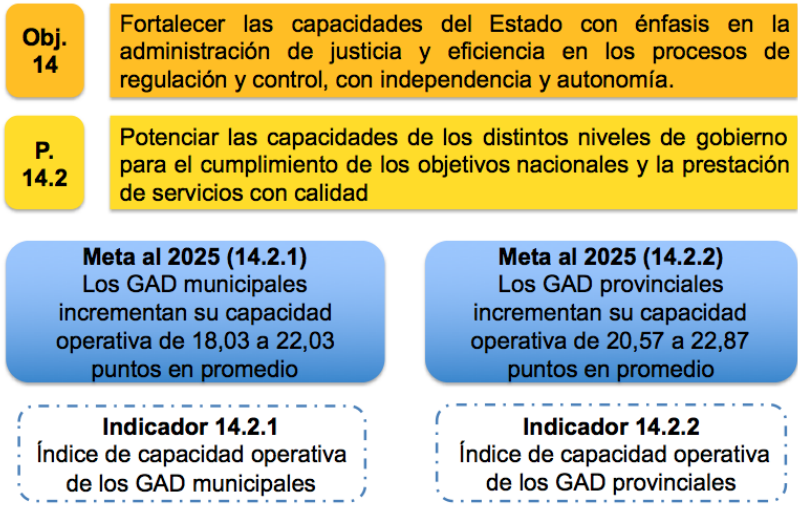 Obj.
14
Fortalecer las capacidades del Estado con énfasis en la
administración de justicia y eficiencia en los procesos de
regulación y control, con independencia y autonomía.
P.
14.2
Potenciar las capacidades de los distintos niveles de gobierno
para el cumplimiento de los objetivos nacionales y la prestación
de servicios con calidad
Meta al 2025 (14.2.1)
Los GAD municipales
incrementan su capacidad
operativa de 18,03 a 22,03
puntos en promedio
Meta al 2025 (14.2.2)
Los GAD provinciales
incrementan su capacidad
operativa de 20,57 a 22,87
puntos en promedio
Indicador 14.2.1
Índice de capacidad operativa
de los GAD municipales
Indicador 14.2.2
Índice de capacidad operativa
de los GAD provinciales